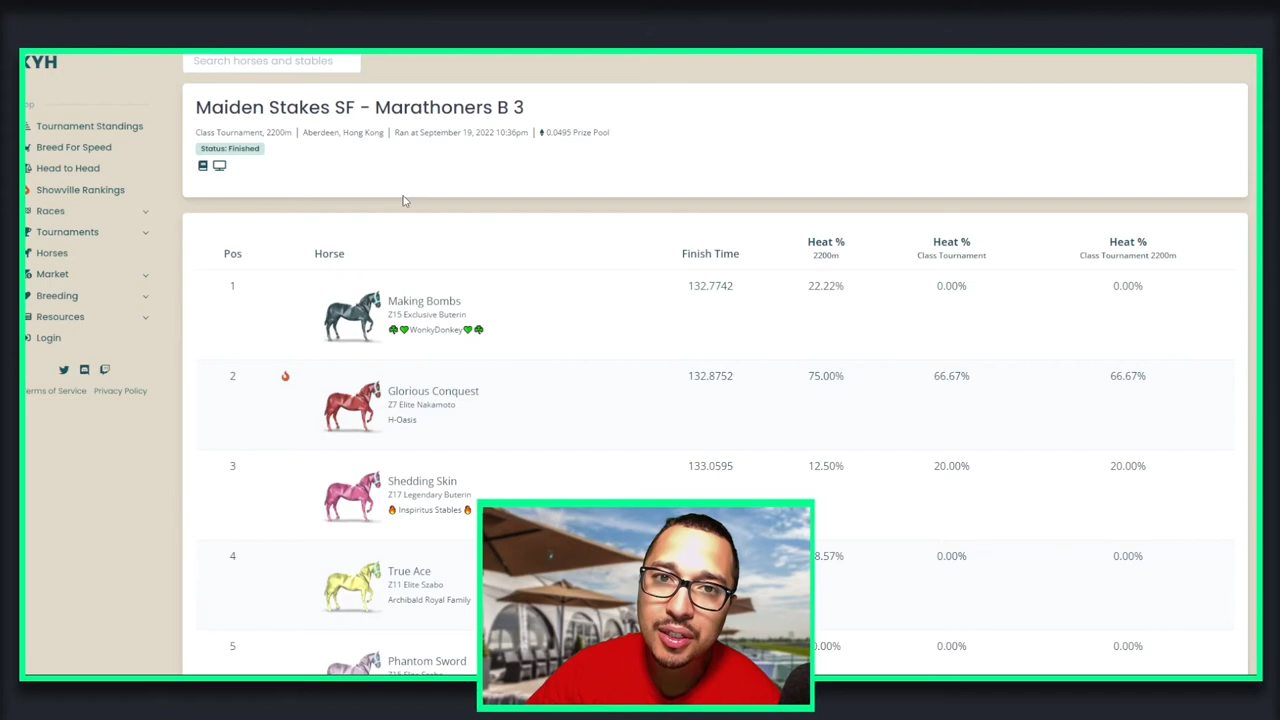 KYH
Search horses and stables
Maiden Stakes SF - Marathoners B 3
Class Tournament, 2200m | Aberdeen, Hong Kong | Ran at September 19, 2022 10:36pm | 0.0495 Prize Pool
Status: Finished
Tournament Standings
Breed For Speed
Head to Head
Showville Rankings
Races
Tournaments
Horses
Market
Breeding
Resources
Login
erms of Service Privacy Policy
Pos Horse Finish Time Heat % 2200m Heat % Class Tournament Heat % Class Tournament 2200m
1 Making Bombs 132.7742 22.22% 0.00% 0.00%
Z15 Exclusive Buterin
WonkyDonkey
2 Glorious Conquest 132.8752 75.00% 66.67% 66.67%
Z7 Elite Nakamoto
H-Oasis
3 Shedding Skin 133.0595 12.50% 20.00% 20.00%
Z17 Legendary Buterin
Inspiritus Stables
4 True Ace 8.57% 0.00% 0.00%
Z11 Elite Szabo
Archibald Royal Family
5 Phantom Sword 0.00% 0.00% 0.00%